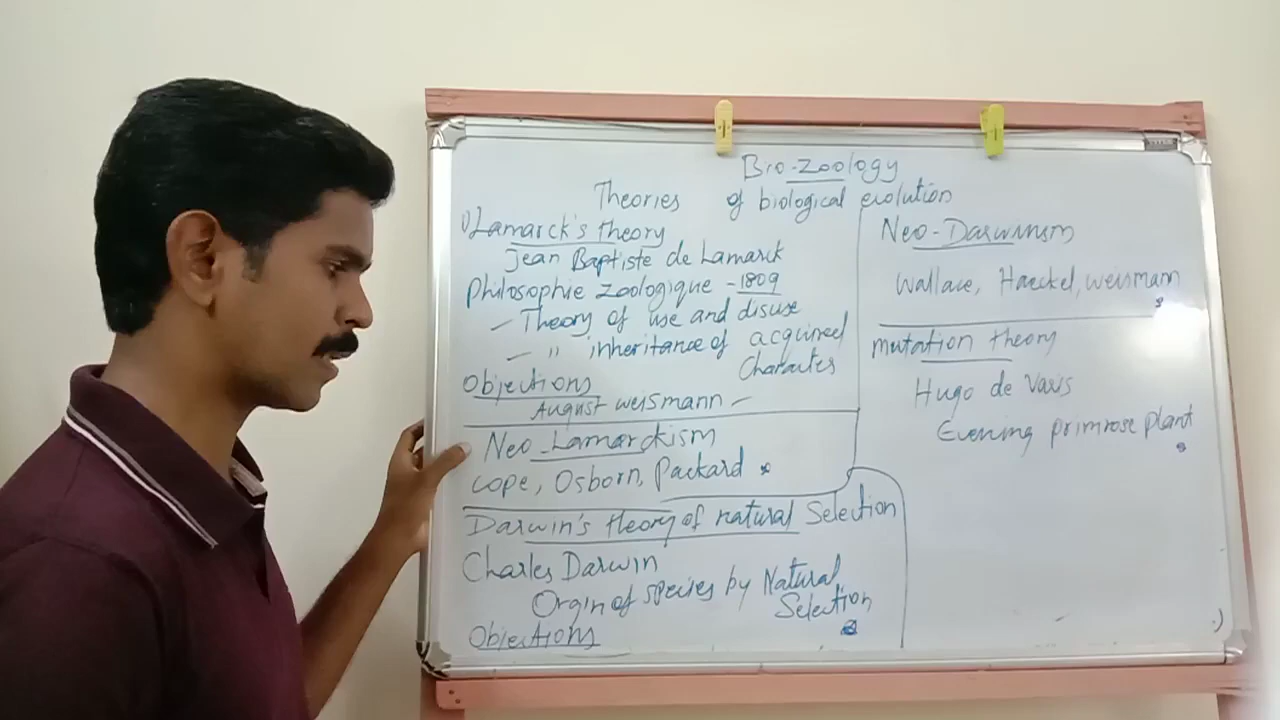 Bio-Zoology
Theories of biological evolution
1) Lamarck's theory
Jean Baptiste de Lamarck
Philosophie Zoologique - 1809
- Theory of use and disuse
- " inheritance of acquired
Charactes
Objections
August weismann -
Neo-Lamarckism
Cope, Osborn, Packard
Darwin's theory of natural Selection
Charles Darwin
Orgin of species by Natural
Selection
Objections
Neo-Darwinism
Wallace, Haeckel, weismann
mutation theory
Hugo de Varis
Evening primrose plant